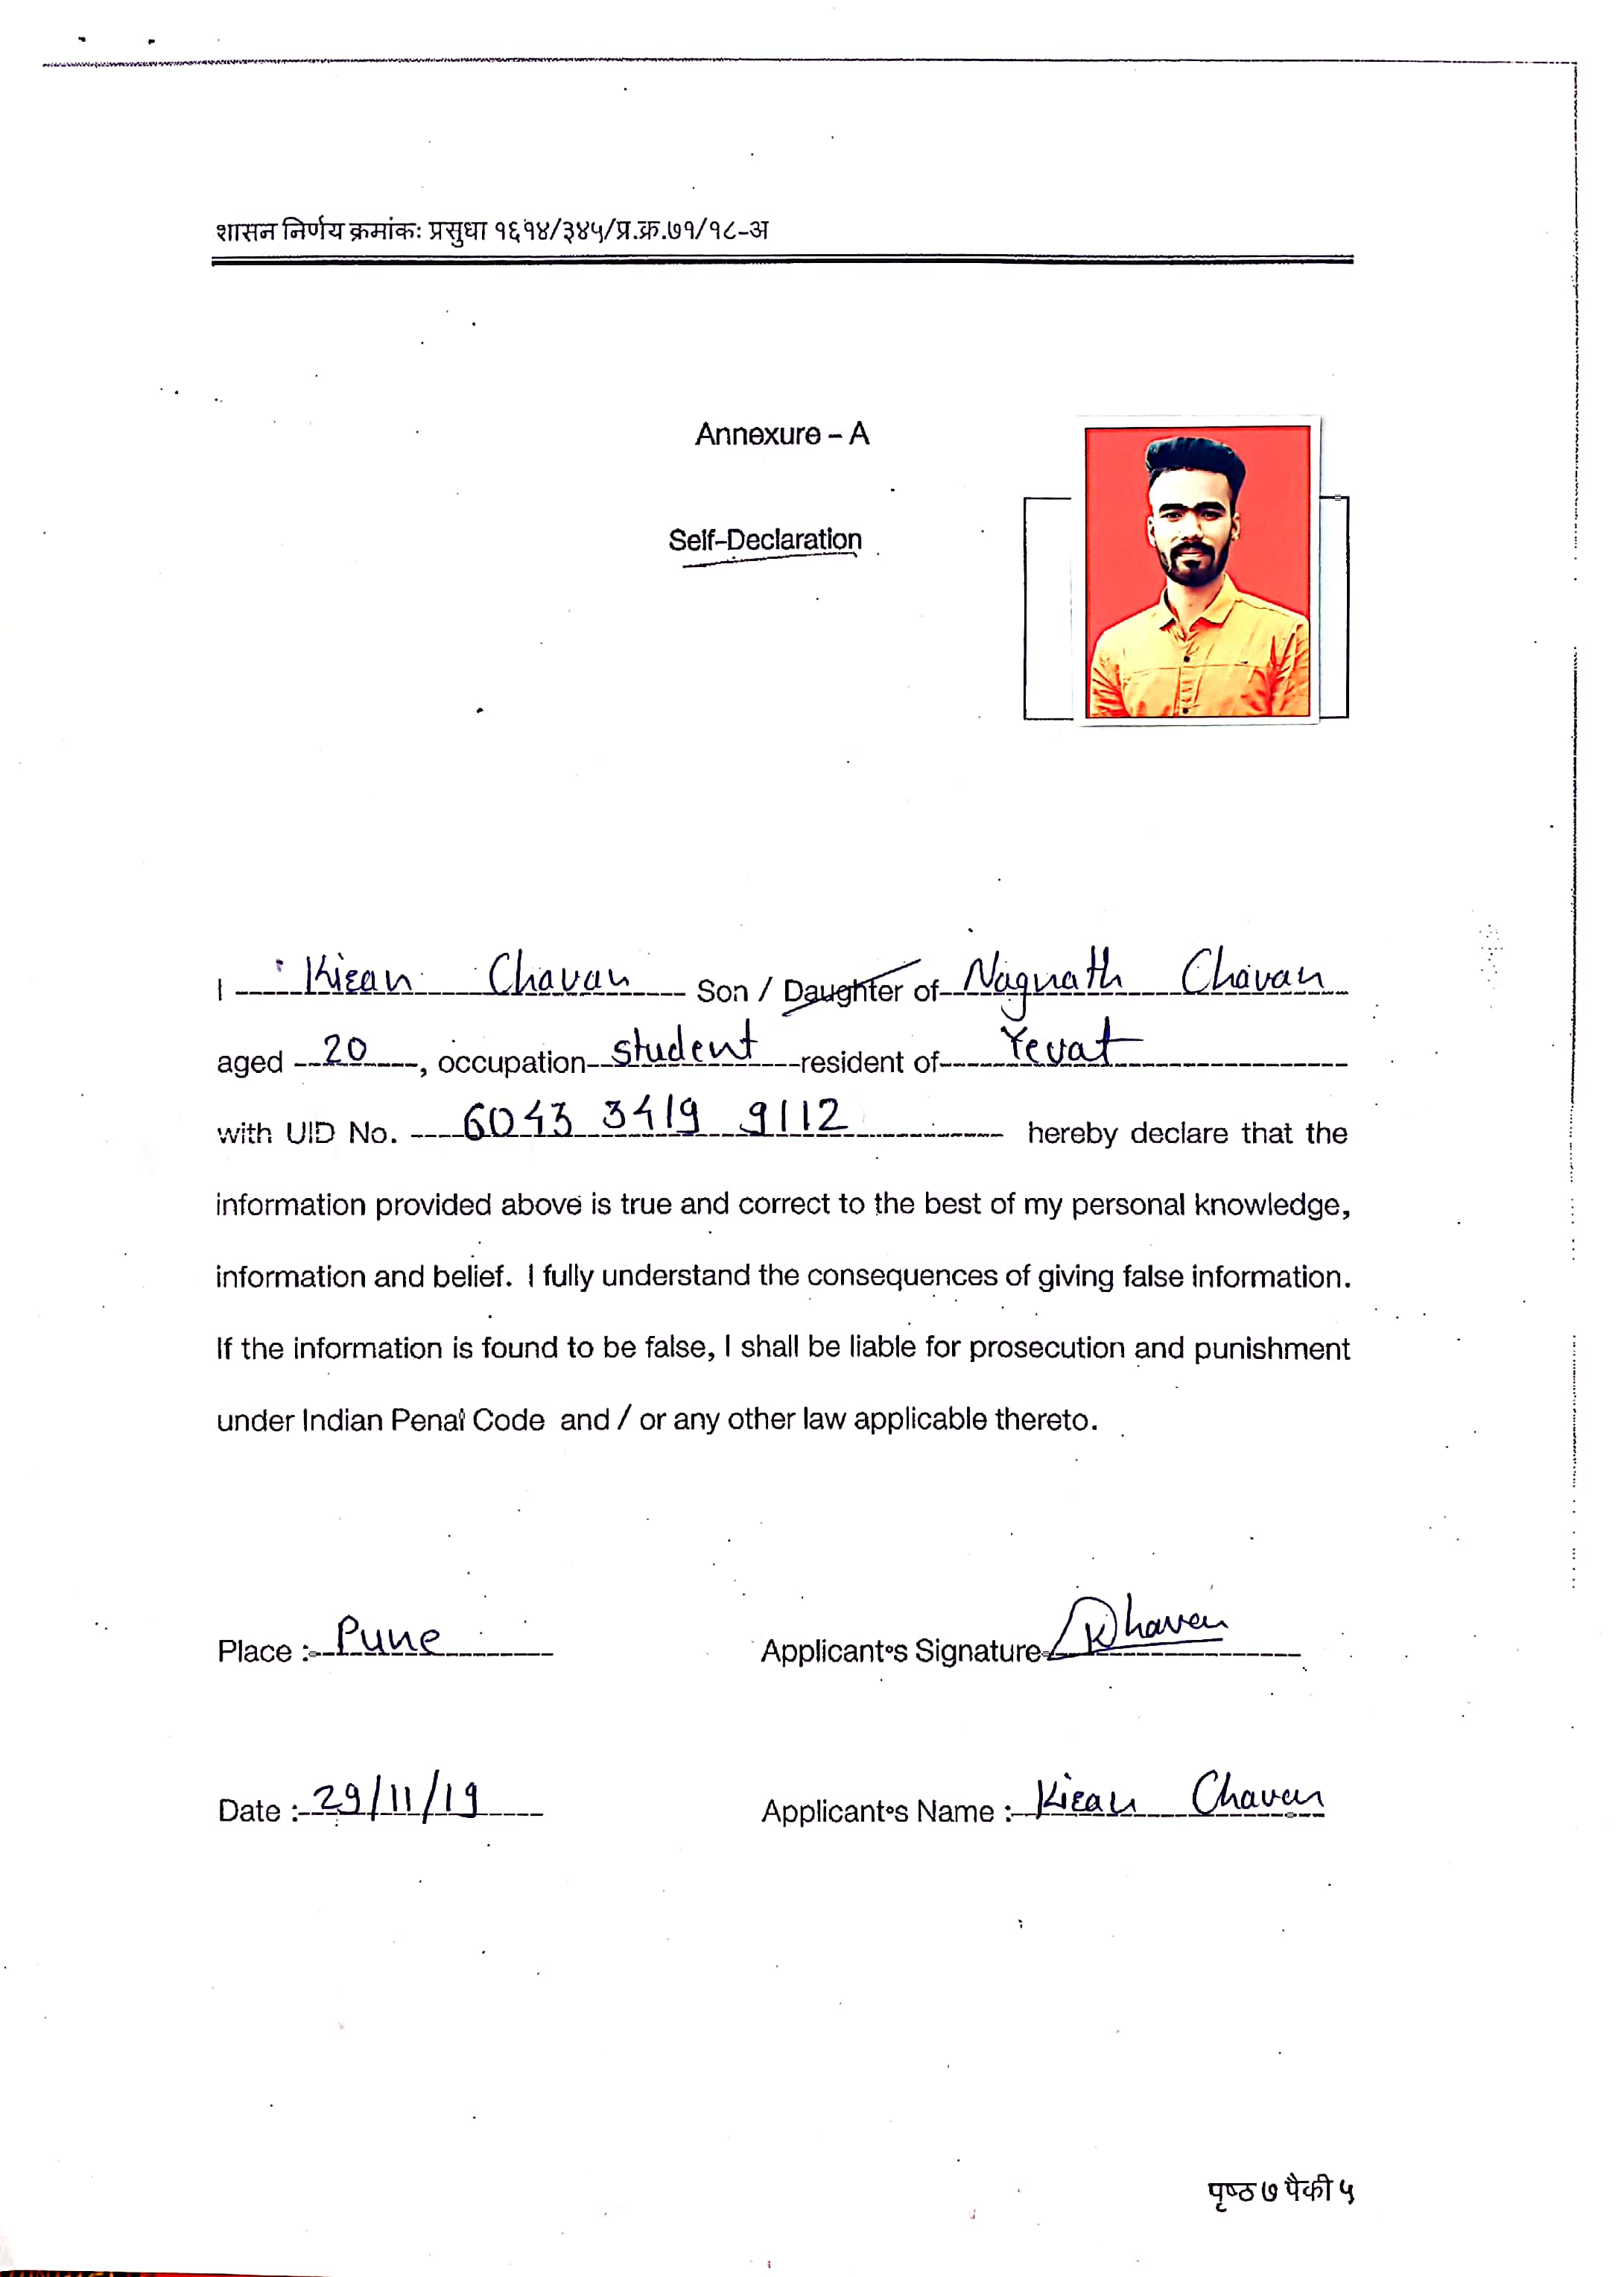 शासन निर्णय क्रमांकः प्रसुधा १६१४/३४५/प्र.क्र.७१/१८-अ
Annexure – A
Self-Declaration
I Kiran Chavan Son / Daughter of Nagnath Chavan
aged 20, occupation student resident of Yevat
with UID No. 6043 3419 9112 hereby declare that the
information provided above is true and correct to the best of my personal knowledge,
information and belief. I fully understand the consequences of giving false information.
If the information is found to be false, I shall be liable for prosecution and punishment
under Indian Penal Code and / or any other law applicable thereto.
Place :- Pune Applicant's Signature KChavan
Date :- 29/11/19 Applicant's Name :- Kiran Chavan
पृष्ठ ७ पैकी ५